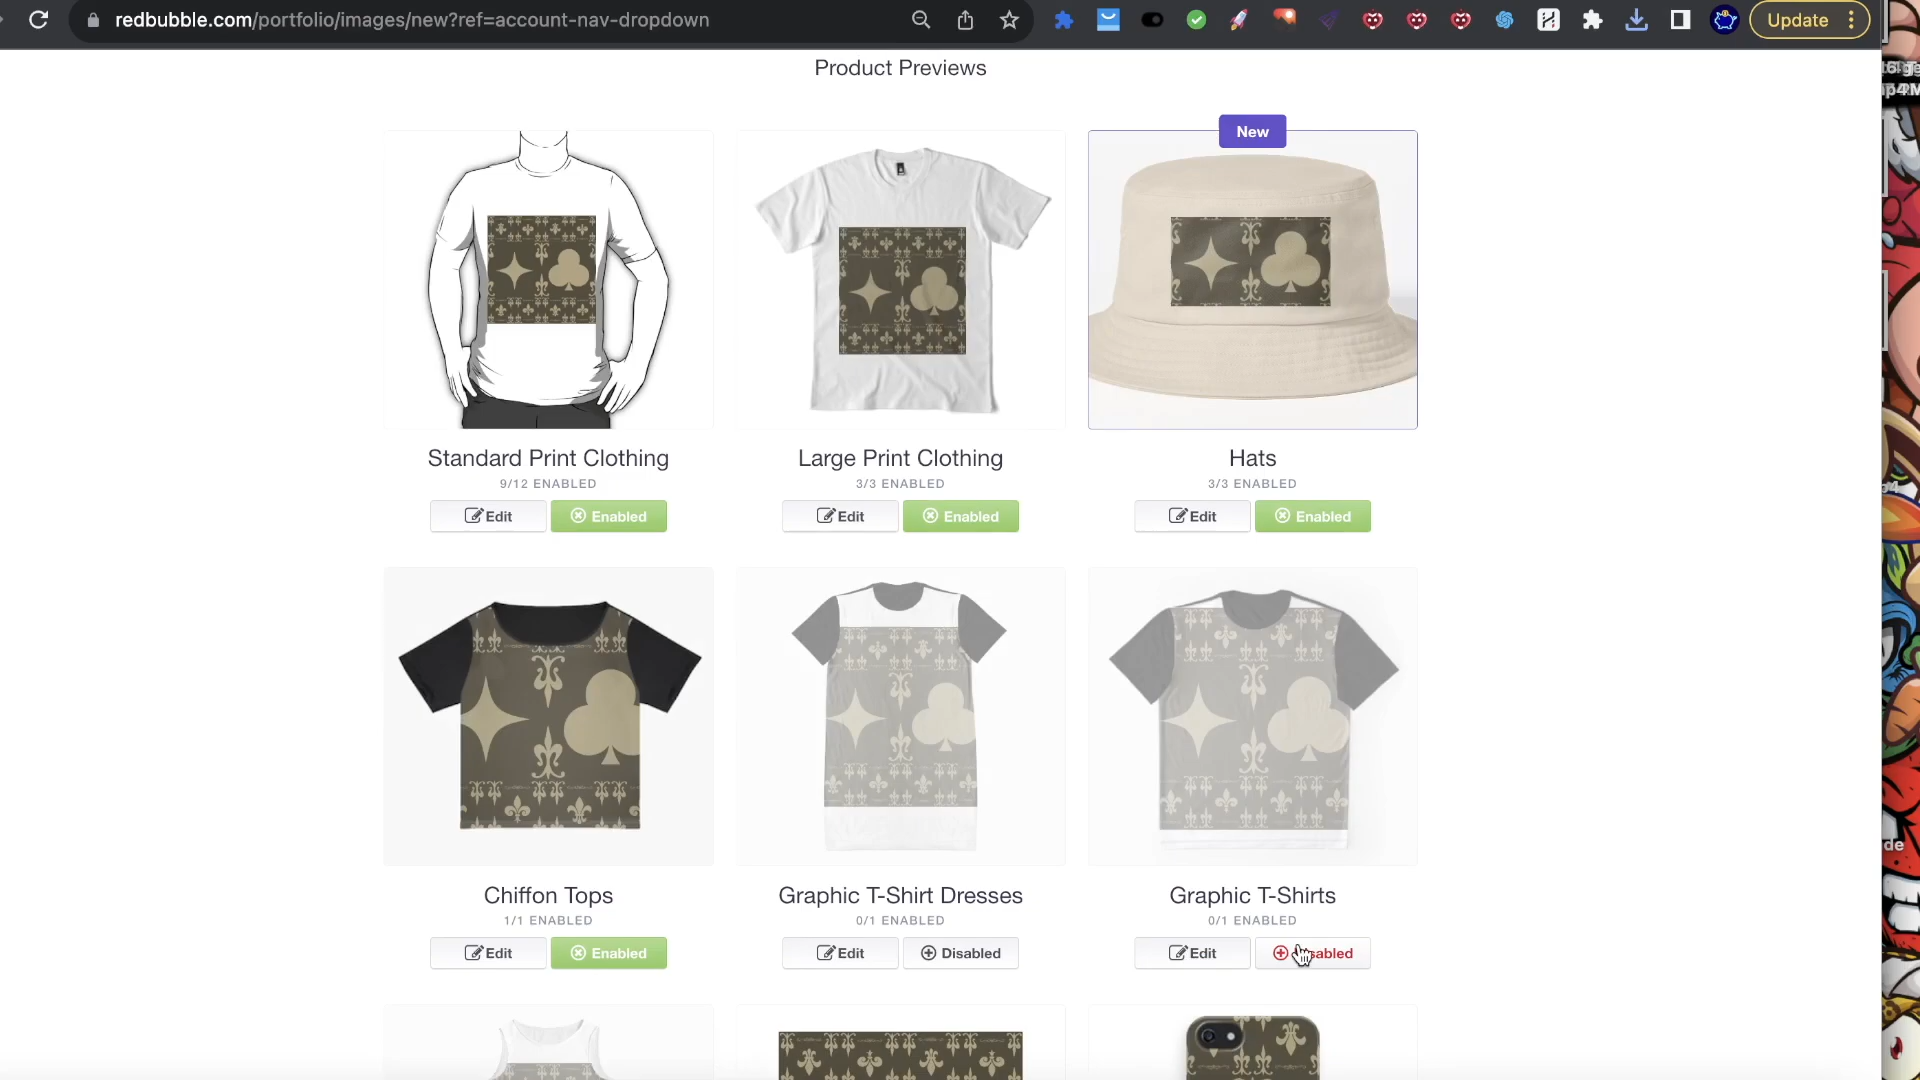 redbubble.com/portfolio/images/new?ref=account-nav-dropdown
Update
Product Previews
New
Standard Print Clothing
9/12 ENABLED
Edit
Enabled
Large Print Clothing
3/3 ENABLED
Edit
Enabled
Hats
3/3 ENABLED
Edit
Enabled
Chiffon Tops
1/1 ENABLED
Edit
Enabled
Graphic T-Shirt Dresses
0/1 ENABLED
Edit
Disabled
Graphic T-Shirts
0/1 ENABLED
Edit
de